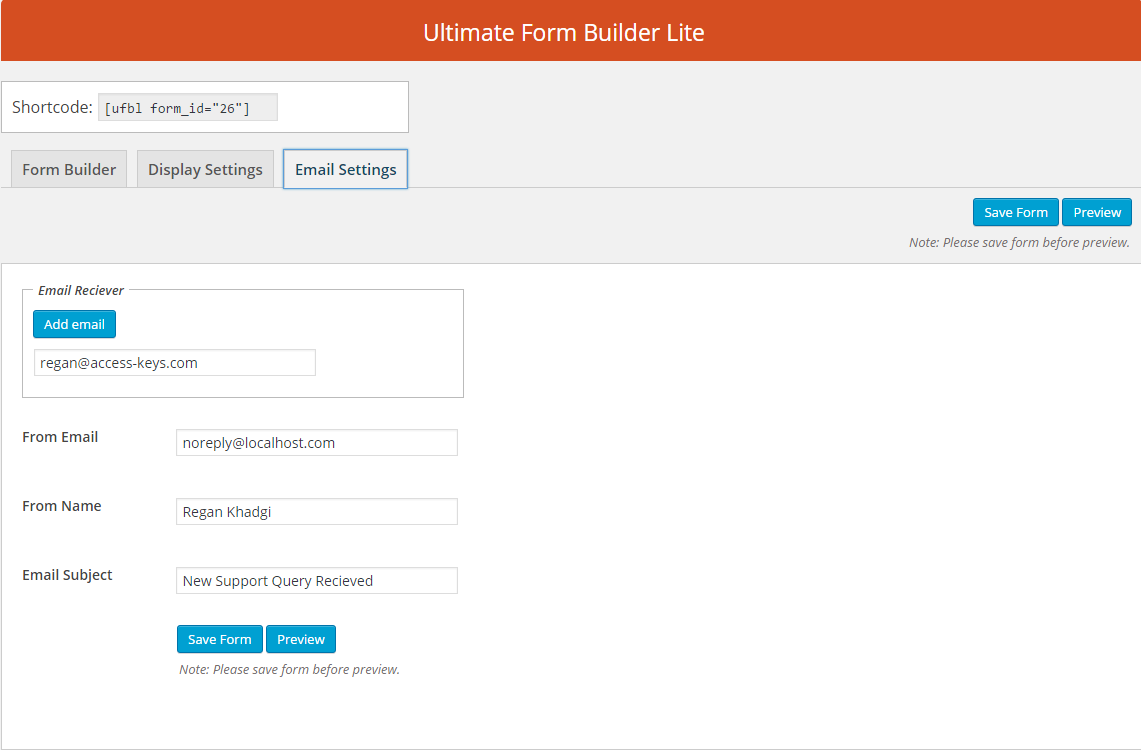 Ultimate Form Builder Lite
Shortcode: [ufbl form_id="26"]
Form Builder Display Settings Email Settings
Save Form Preview
Note: Please save form before preview.
Email Reciever
Add email
regan@access-keys.com
From Email noreply@localhost.com
From Name Regan Khadgi
Email Subject New Support Query Recieved
Save Form Preview
Note: Please save form before preview.